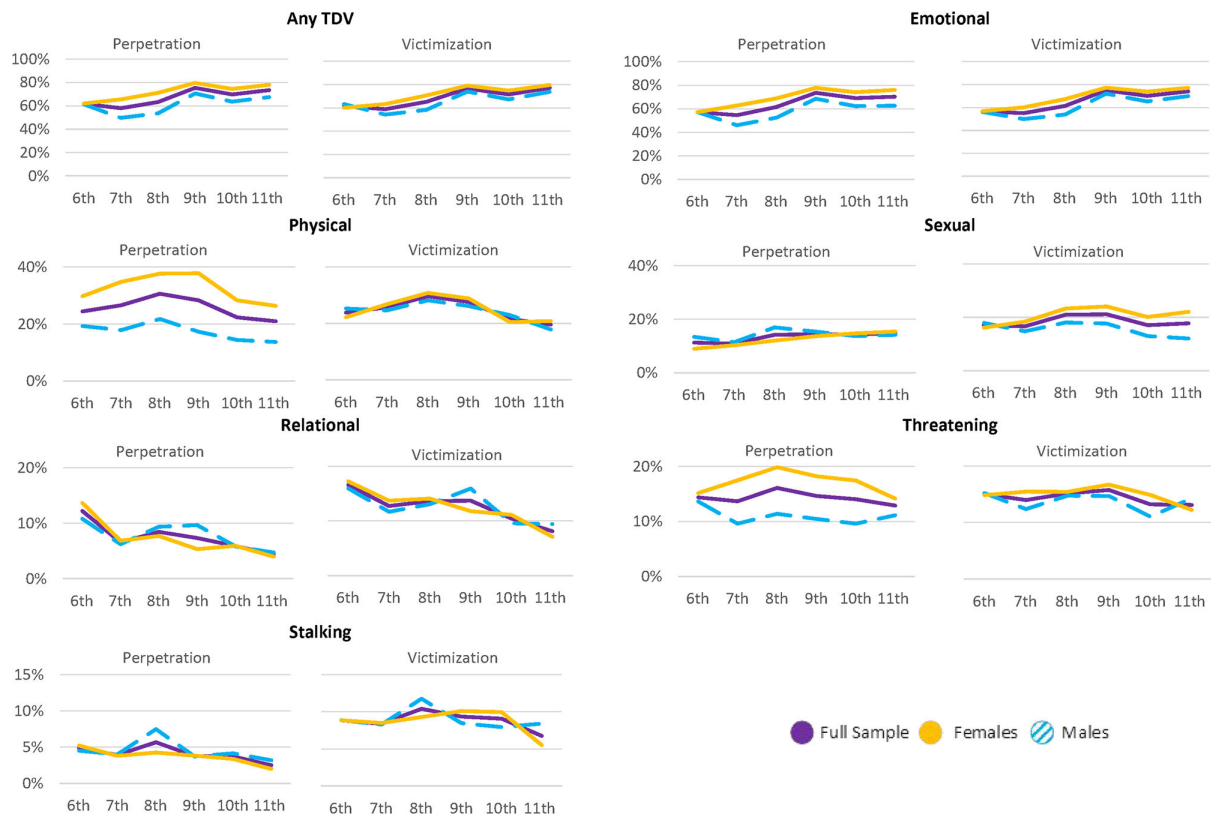 Any TDV
Perpetration
Victimization
100%
80%
60%
40%
20%
0%
6th 7th 8th 9th 10th 11th
6th 7th 8th 9th 10th 11th
Emotional
Perpetration
Victimization
100%
80%
60%
40%
20%
0%
6th 7th 8th 9th 10th 11th
6th 7th 8th 9th 10th 11th
Physical
Perpetration
Victimization
40%
20%
0%
6th 7th 8th 9th 10th 11th
6th 7th 8th 9th 10th 11th
Sexual
Perpetration
Victimization
40%
20%
0%
6th 7th 8th 9th 10th 11th
6th 7th 8th 9th 10th 11th
Relational
Perpetration
Victimization
20%
10%
0%
6th 7th 8th 9th 10th 11th
6th 7th 8th 9th 10th 11th
Threatening
Perpetration
Victimization
20%
10%
0%
6th 7th 8th 9th 10th 11th
6th 7th 8th 9th 10th 11th
Stalking
Perpetration
Victimization
15%
10%
5%
0%
6th 7th 8th 9th 10th 11th
6th 7th 8th 9th 10th 11th
Full Sample Females Males